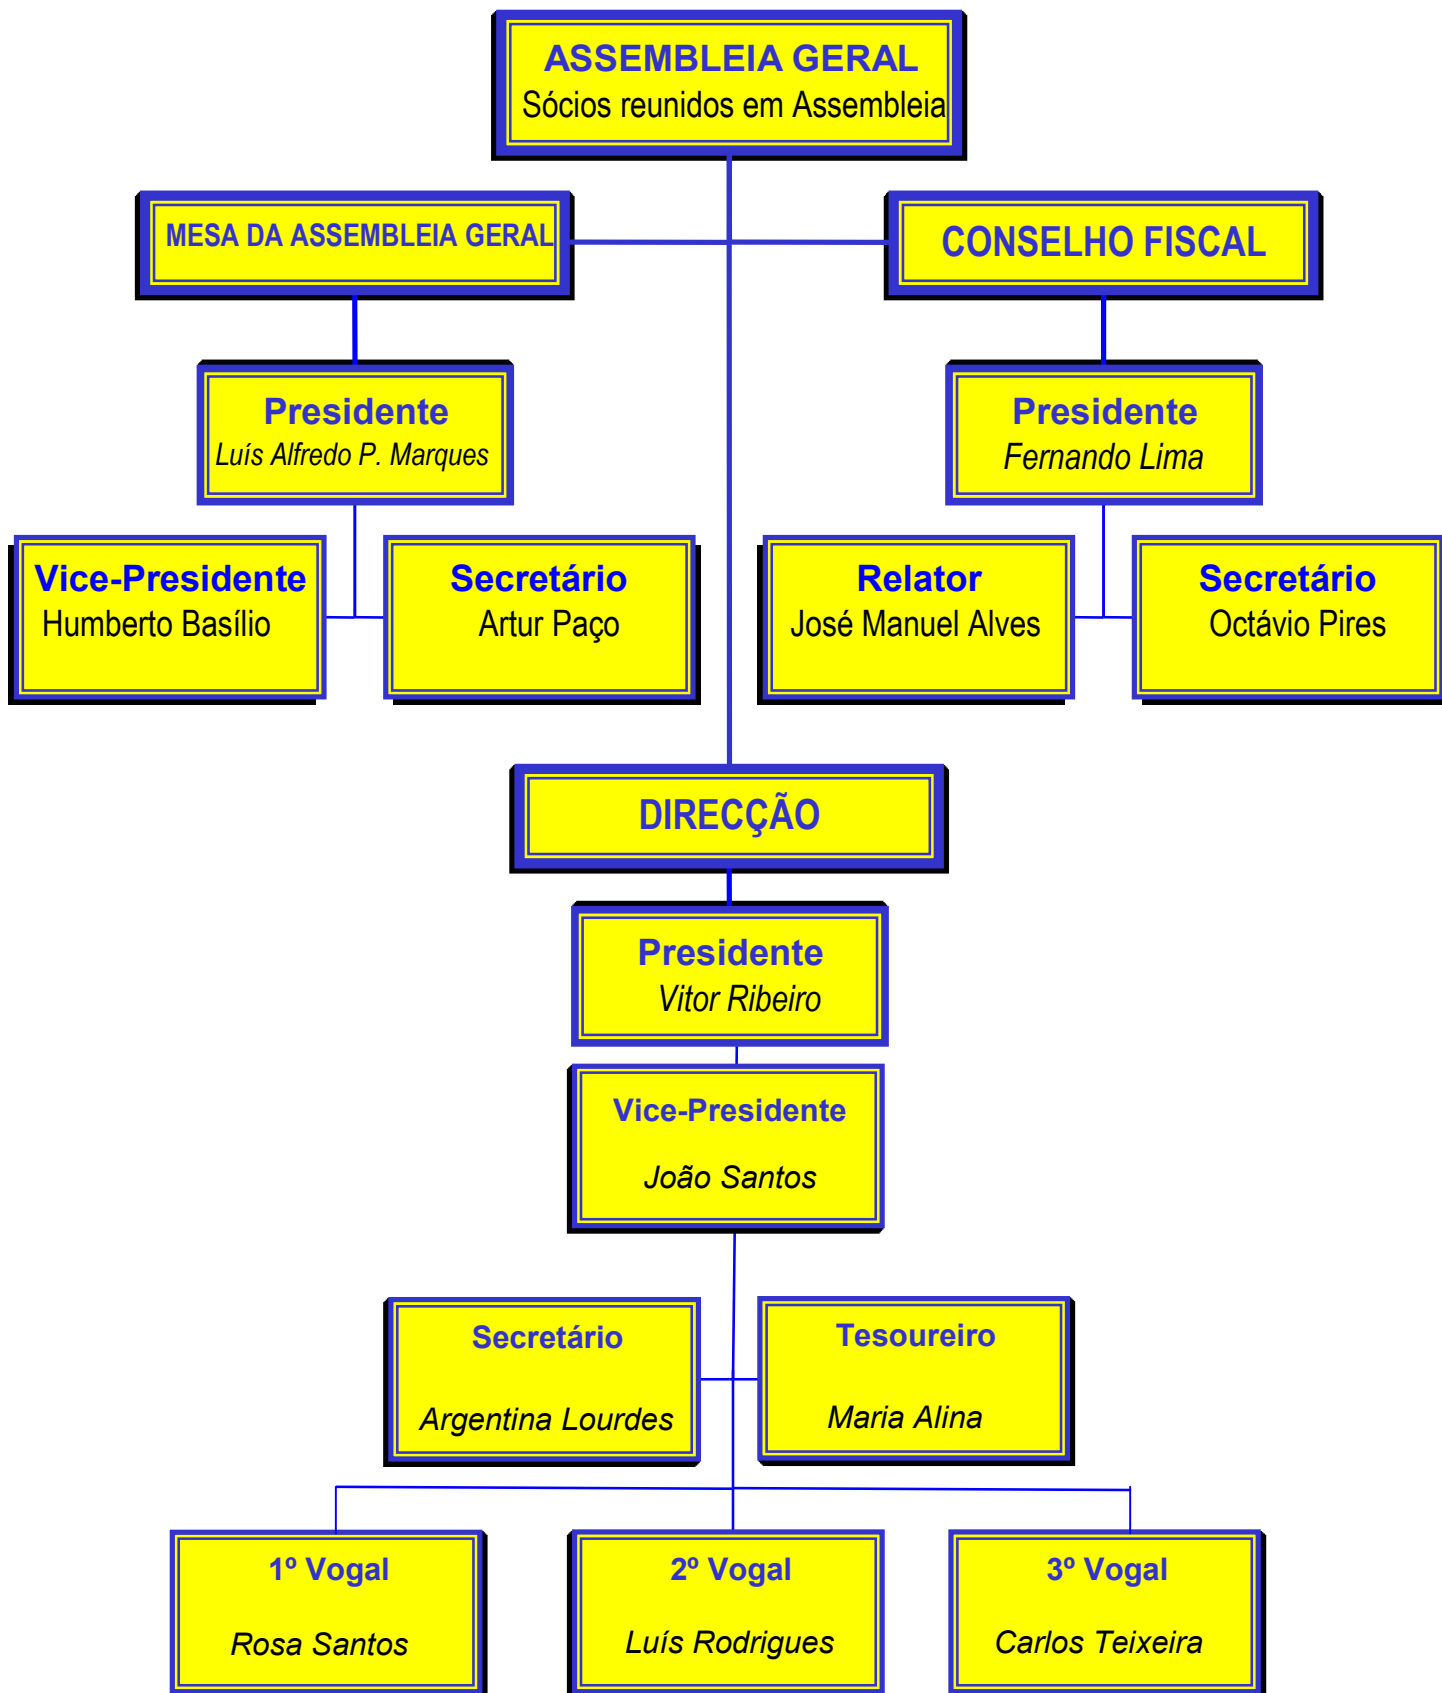 ASSEMBLEIA GERAL
Sócios reunidos em Assembleia
MESA DA ASSEMBLEIA GERAL
CONSELHO FISCAL
Presidente
Luís Alfredo P. Marques
Presidente
Fernando Lima
Vice-Presidente
Humberto Basílio
Secretário
Artur Paço
Relator
José Manuel Alves
Secretário
Octávio Pires
DIRECÇÃO
Presidente
Vitor Ribeiro
Vice-Presidente
João Santos
Secretário
Argentina Lourdes
Tesoureiro
Maria Alina
1º Vogal
Rosa Santos
2º Vogal
Luís Rodrigues
3º Vogal
Carlos Teixeira